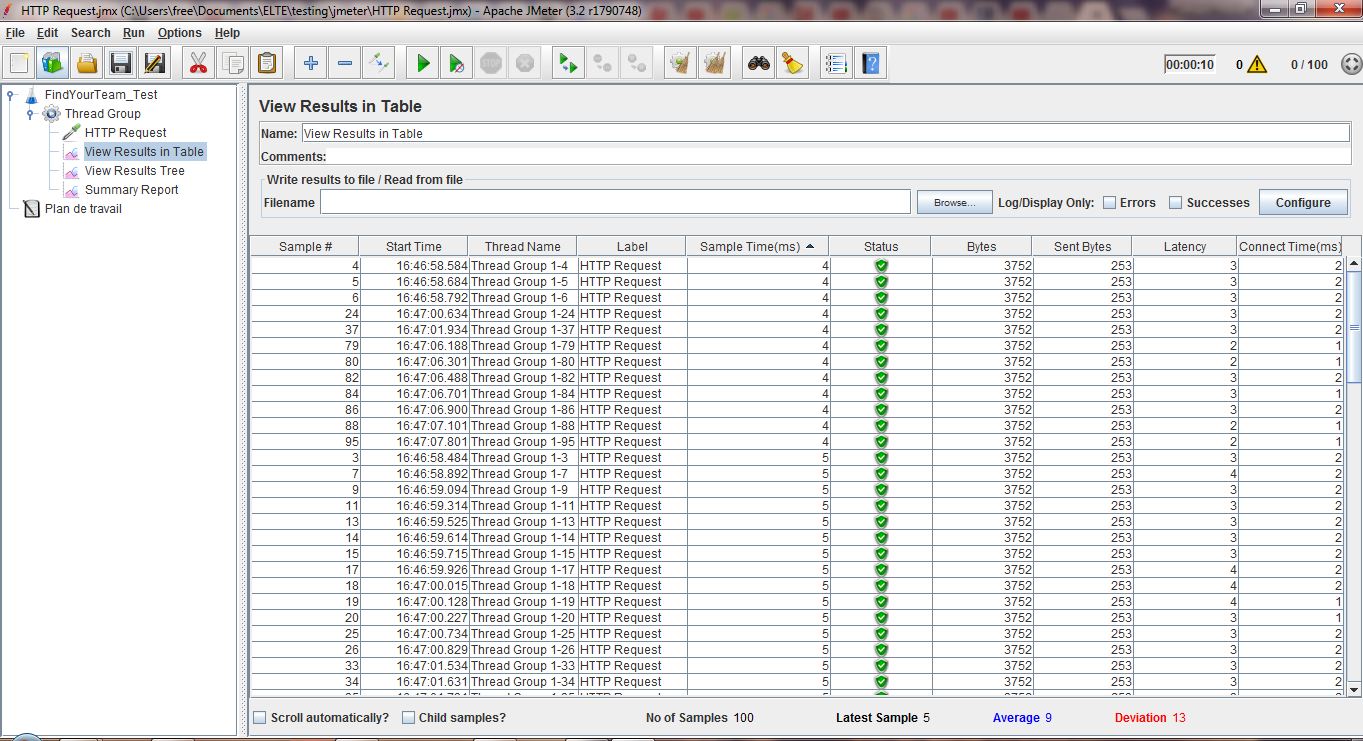 HTTP Request.jmx (C:\Users\free\Documents\ELTE\testing\jmeter\HTTP Request.jmx) - Apache JMeter (3.2 r1790748)
File Edit Search Run Options Help
STOP 00:00:10 0 0 / 100
FindYourTeam_Test
Thread Group
HTTP Request
View Results in Table
View Results Tree
Summary Report
Plan de travail
View Results in Table
Name: View Results in Table
Comments:
Write results to file / Read from file
Filename Browse... Log/Display Only: Errors Successes Configure
Sample # Start Time Thread Name Label Sample Time(ms) Status Bytes Sent Bytes Latency Connect Time(ms)
4 16:46:58.584 Thread Group 1-4 HTTP Request 4 3752 253 3 2
5 16:46:58.684 Thread Group 1-5 HTTP Request 4 3752 253 3 2
6 16:46:58.792 Thread Group 1-6 HTTP Request 4 3752 253 3 2
24 16:47:00.634 Thread Group 1-24 HTTP Request 4 3752 253 3 2
37 16:47:01.934 Thread Group 1-37 HTTP Request 4 3752 253 3 2
79 16:47:06.188 Thread Group 1-79 HTTP Request 4 3752 253 2 1
80 16:47:06.301 Thread Group 1-80 HTTP Request 4 3752 253 2 1
82 16:47:06.488 Thread Group 1-82 HTTP Request 4 3752 253 3 2
84 16:47:06.701 Thread Group 1-84 HTTP Request 4 3752 253 3 1
86 16:47:06.900 Thread Group 1-86 HTTP Request 4 3752 253 3 2
88 16:47:07.101 Thread Group 1-88 HTTP Request 4 3752 253 2 1
95 16:47:07.801 Thread Group 1-95 HTTP Request 4 3752 253 2 1
3 16:46:58.484 Thread Group 1-3 HTTP Request 5 3752 253 3 2
7 16:46:58.892 Thread Group 1-7 HTTP Request 5 3752 253 4 2
9 16:46:59.094 Thread Group 1-9 HTTP Request 5 3752 253 3 2
11 16:46:59.314 Thread Group 1-11 HTTP Request 5 3752 253 3 2
13 16:46:59.525 Thread Group 1-13 HTTP Request 5 3752 253 3 2
14 16:46:59.614 Thread Group 1-14 HTTP Request 5 3752 253 3 2
15 16:46:59.715 Thread Group 1-15 HTTP Request 5 3752 253 3 2
17 16:46:59.926 Thread Group 1-17 HTTP Request 5 3752 253 4 2
18 16:47:00.015 Thread Group 1-18 HTTP Request 5 3752 253 4 2
19 16:47:00.128 Thread Group 1-19 HTTP Request 5 3752 253 4 1
20 16:47:00.227 Thread Group 1-20 HTTP Request 5 3752 253 3 1
25 16:47:00.734 Thread Group 1-25 HTTP Request 5 3752 253 3 2
26 16:47:00.829 Thread Group 1-26 HTTP Request 5 3752 253 3 2
33 16:47:01.534 Thread Group 1-33 HTTP Request 5 3752 253 3 2
34 16:47:01.631 Thread Group 1-34 HTTP Request 5 3752 253 3 2
Scroll automatically? Child samples? No of Samples 100 Latest Sample 5 Average 9 Deviation 13